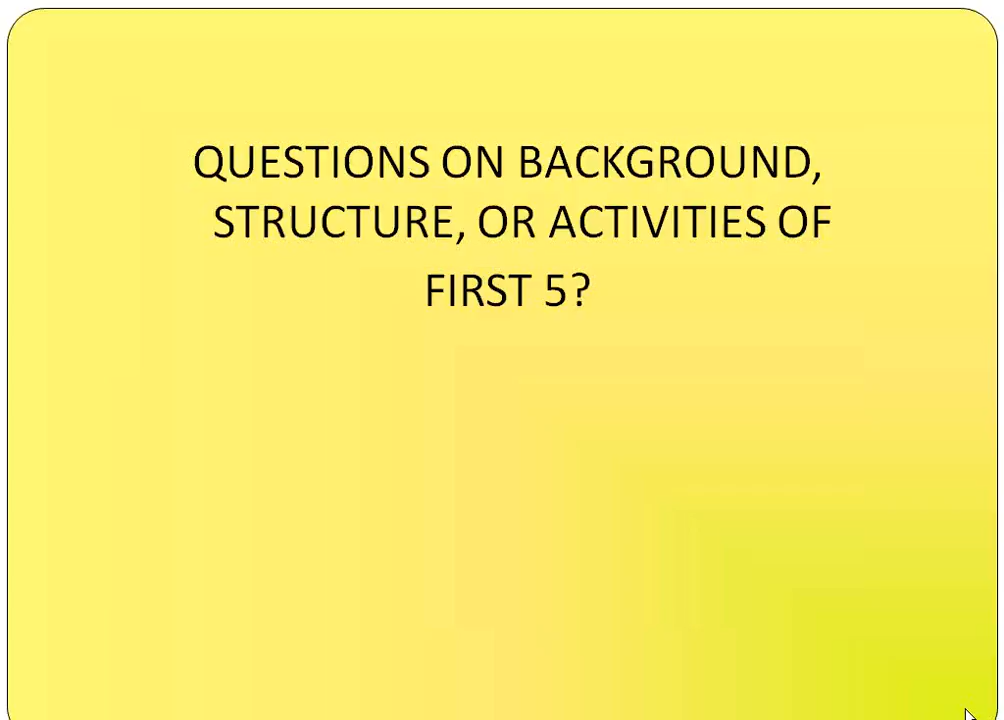 QUESTIONS ON BACKGROUND,
STRUCTURE, OR ACTIVITIES OF
FIRST 5?